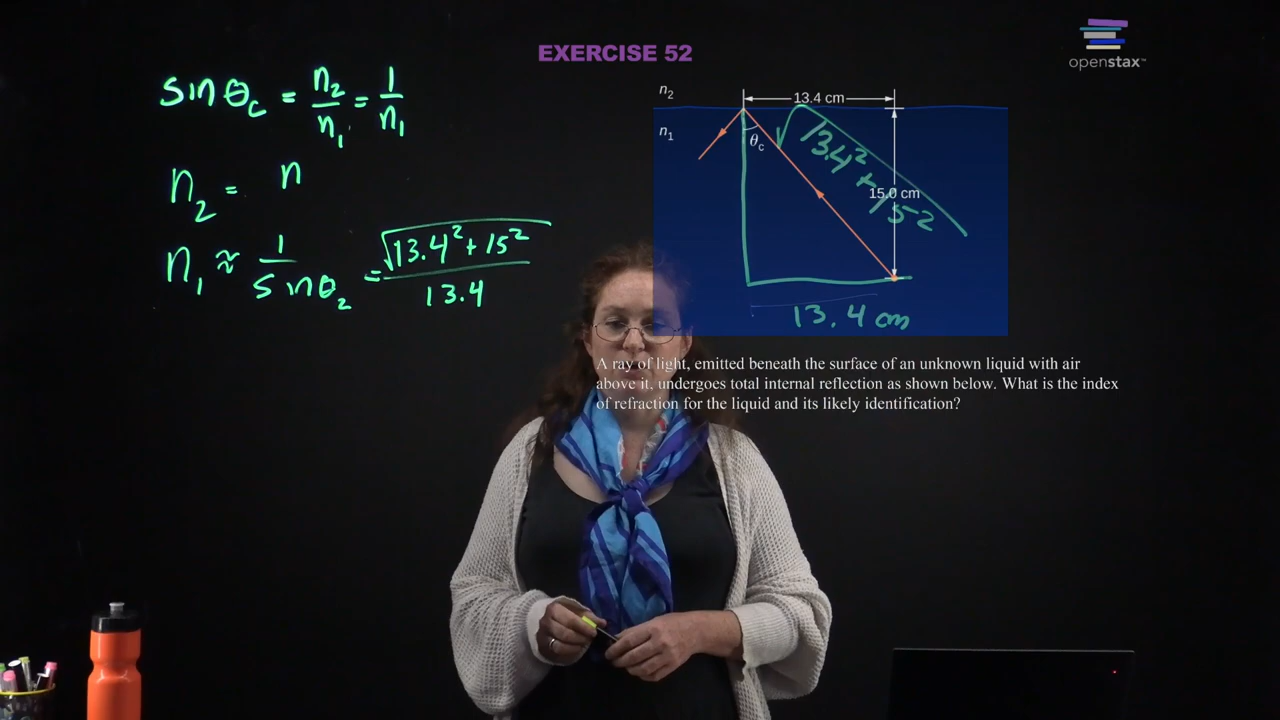 EXERCISE 52
openstax™
sin θc = n2/n1 = 1/n1
n2 = n
n1 ≈ 1/sin θ2 = √13.4² + 15² / 13.4
n2
13.4 cm
n1
θc
13.4² + 15²
15.0 cm
13.4 cm
A ray of light, emitted beneath the surface of an unknown liquid with air
above it, undergoes total internal reflection as shown below. What is the index
of refraction for the liquid and its likely identification?